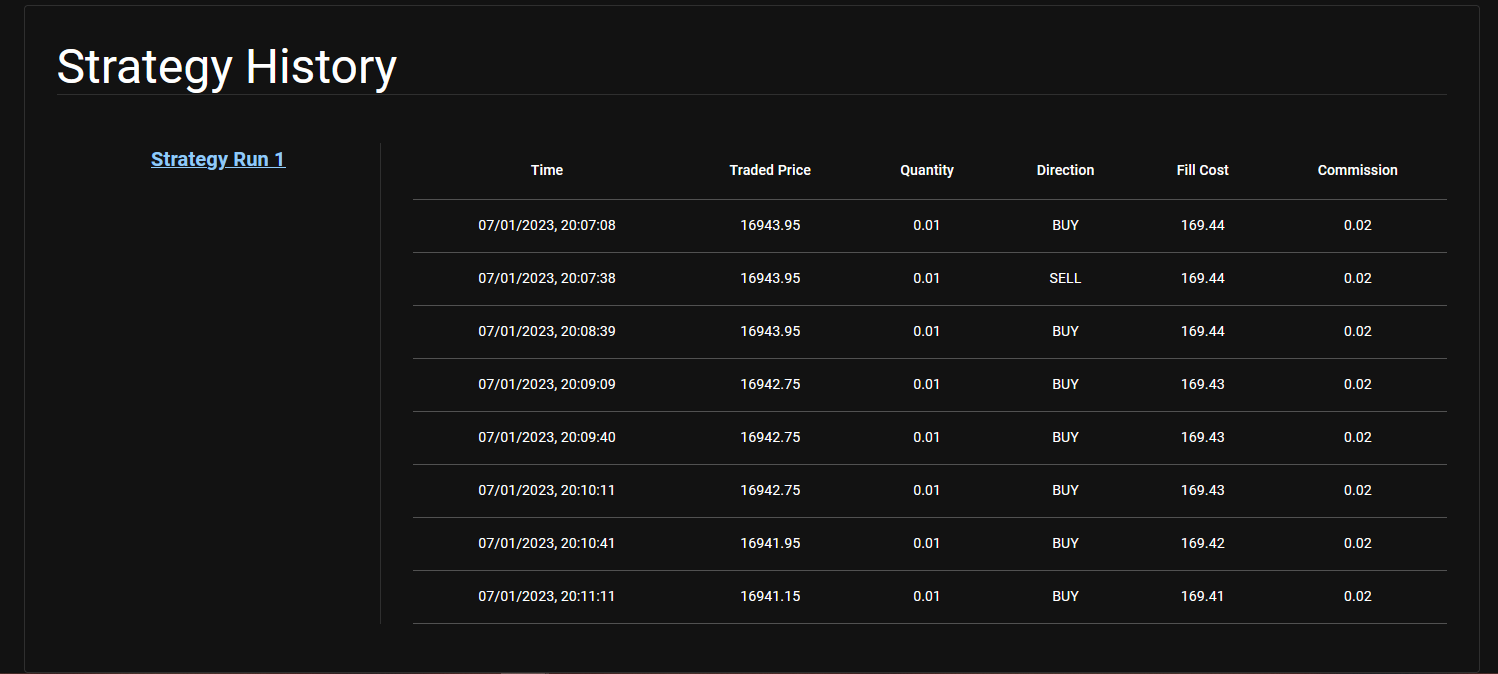 Strategy History
Strategy Run 1
Time Traded Price Quantity Direction Fill Cost Commission
07/01/2023, 20:07:08 16943.95 0.01 BUY 169.44 0.02
07/01/2023, 20:07:38 16943.95 0.01 SELL 169.44 0.02
07/01/2023, 20:08:39 16943.95 0.01 BUY 169.44 0.02
07/01/2023, 20:09:09 16942.75 0.01 BUY 169.43 0.02
07/01/2023, 20:09:40 16942.75 0.01 BUY 169.43 0.02
07/01/2023, 20:10:11 16942.75 0.01 BUY 169.43 0.02
07/01/2023, 20:10:41 16941.95 0.01 BUY 169.42 0.02
07/01/2023, 20:11:11 16941.15 0.01 BUY 169.41 0.02